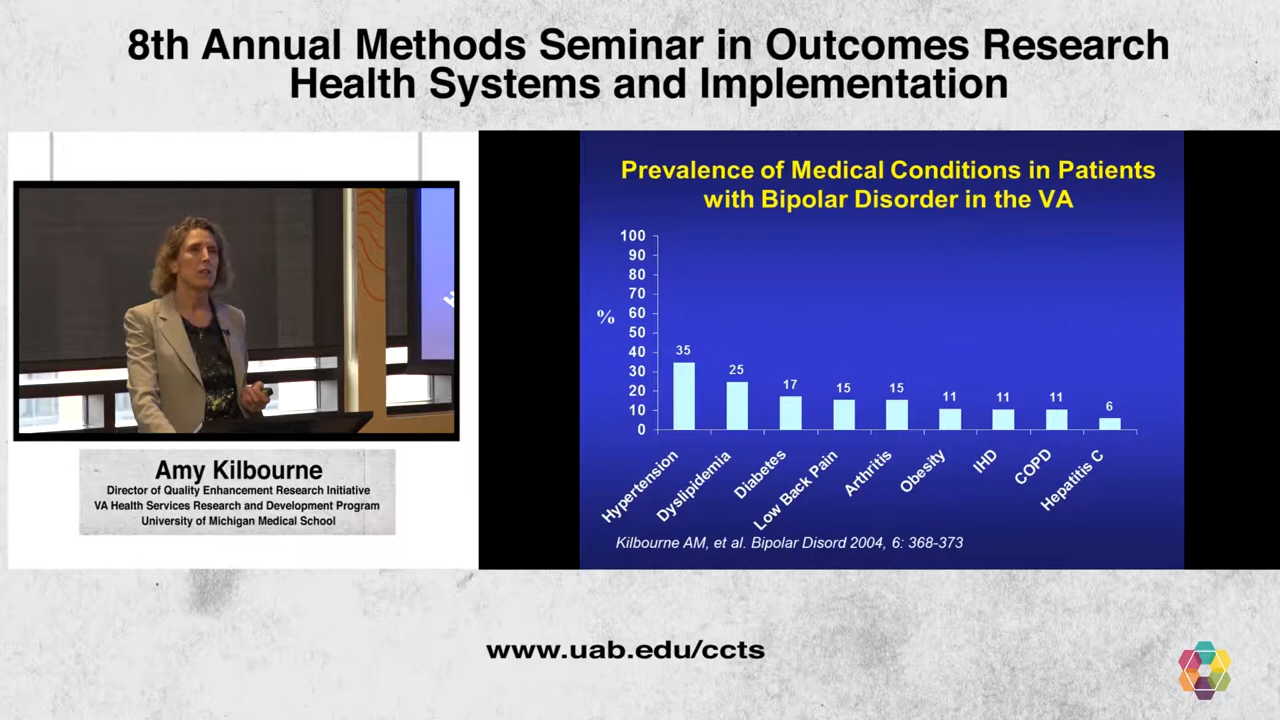 8th Annual Methods Seminar in Outcomes Research
Health Systems and Implementation
Amy Kilbourne
Director of Quality Enhancement Research Initiative
VA Health Services Research and Development Program
University of Michigan Medical School
Prevalence of Medical Conditions in Patients
with Bipolar Disorder in the VA
100
90
80
70
60
50
40
30
20
10
0
%
35
25
17
15
15
11
11
11
6
Hypertension
Dyslipidemia
Diabetes
Low Back Pain
Arthritis
Obesity
IHD
COPD
Hepatitis C
Kilbourne AM, et al. Bipolar Disord 2004, 6: 368-373
www.uab.edu/ccts